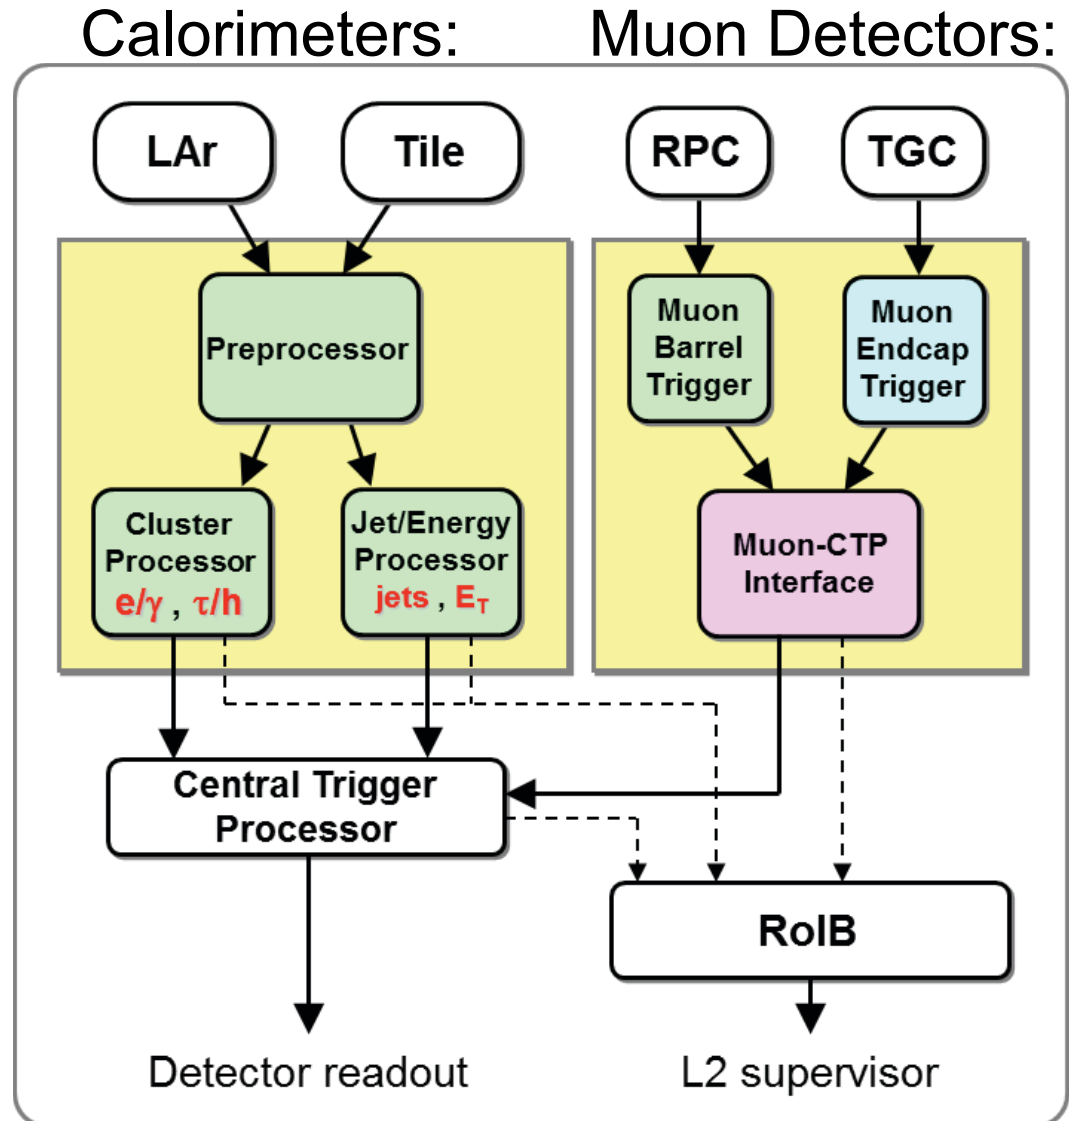 Calorimeters:
Muon Detectors:
LAr
Tile
RPC
TGC
Preprocessor
Muon
Barrel
Trigger
Muon
Endcap
Trigger
Cluster
Processor
e/γ , τ/h
Jet/Energy
Processor
jets , E_T
Muon-CTP
Interface
Central Trigger
Processor
RoIB
Detector readout
L2 supervisor